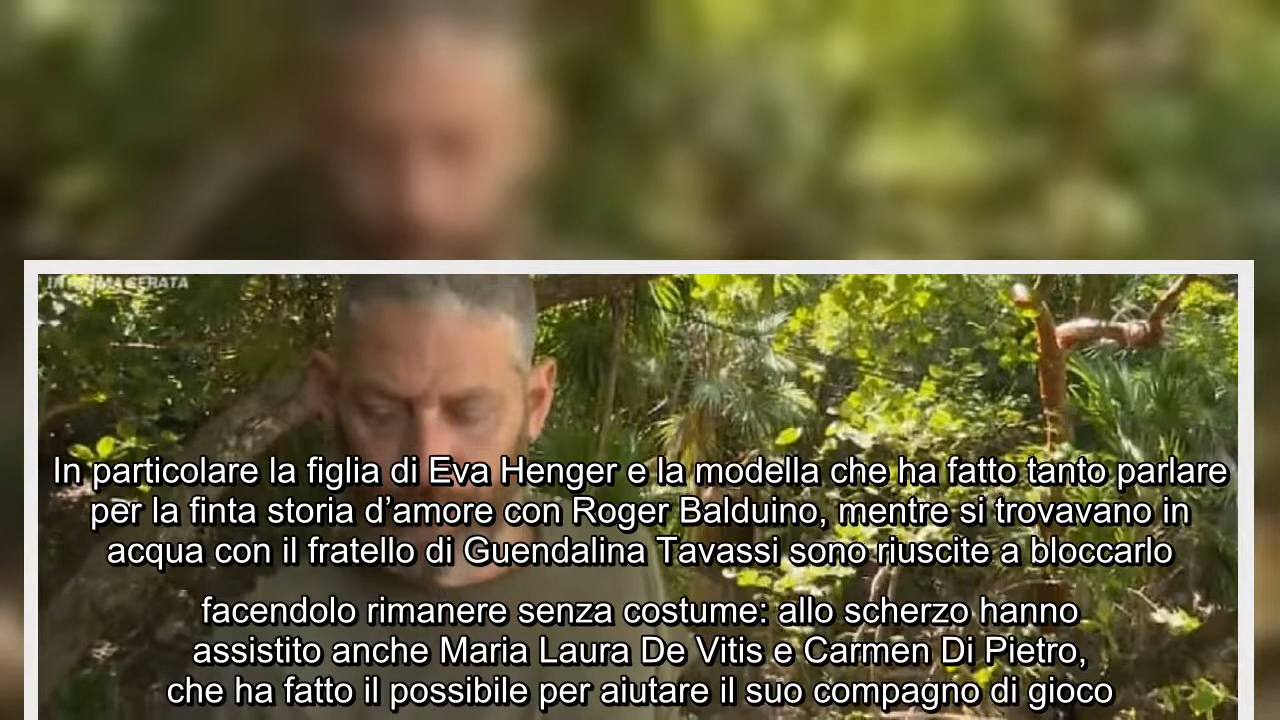 In particolare la figlia di Eva Henger e la modella che ha fatto tanto parlare
per la finta storia d’amore con Roger Balduino, mentre si trovavano in
acqua con il fratello di Guendalina Tavassi sono riuscite a bloccarlo
facendolo rimanere senza costume: allo scherzo hanno
assistito anche Maria Laura De Vitis e Carmen Di Pietro,
che ha fatto il possibile per aiutare il suo compagno di gioco